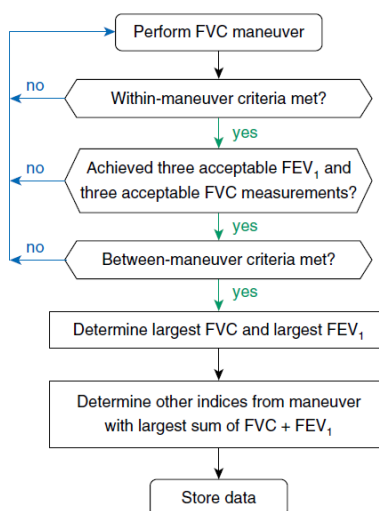 Perform FVC maneuver
no
Within-maneuver criteria met?
yes
no
Achieved three acceptable FEV₁ and
three acceptable FVC measurements?
yes
no
Between-maneuver criteria met?
yes
Determine largest FVC and largest FEV₁
Determine other indices from maneuver
with largest sum of FVC + FEV₁
Store data